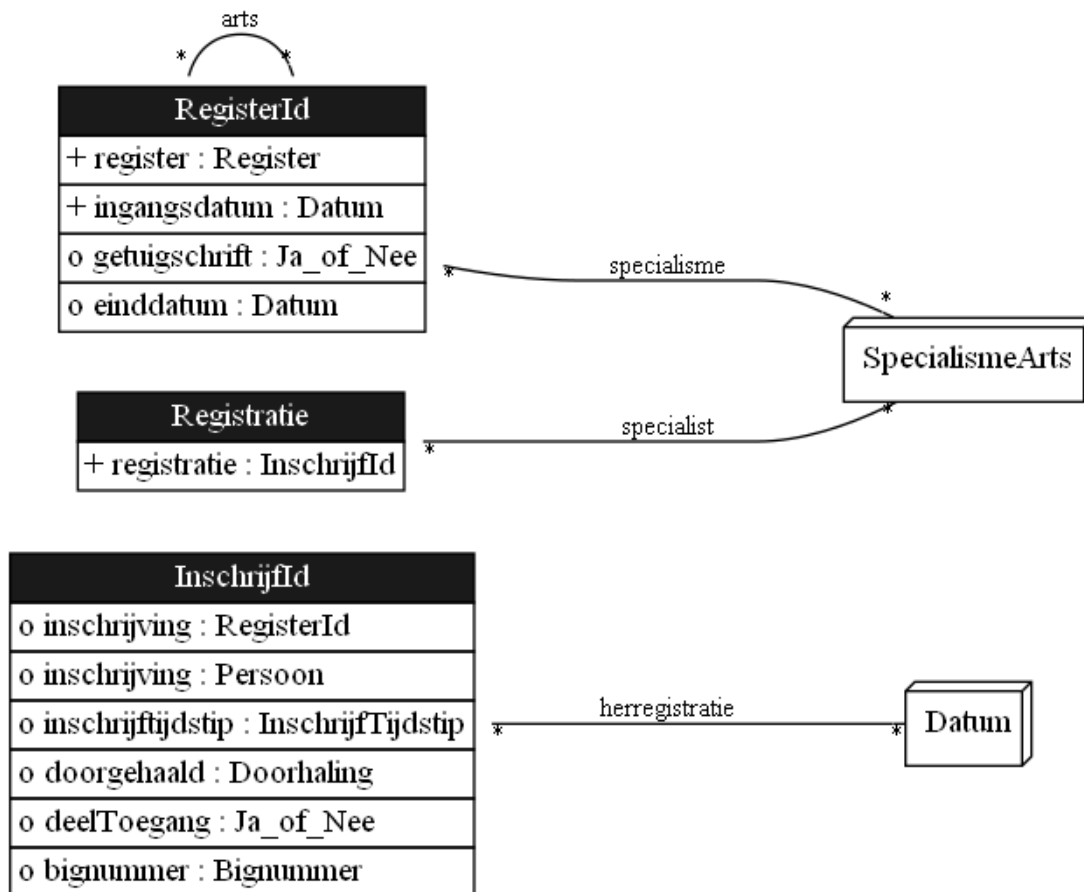 arts
* *
RegisterId
+ register : Register
+ ingangsdatum : Datum
o getuigschrift : Ja_of_Nee
o einddatum : Datum
* specialisme *
SpecialismeArts
Registratie
+ registratie : InschrijfId
* specialist *
InschrijfId
o inschrijving : RegisterId
o inschrijving : Persoon
o inschrijftijdstip : InschrijfTijdstip
o doorgehaald : Doorhaling
o deelToegang : Ja_of_Nee
o bignummer : Bignummer
* herregistratie *
Datum